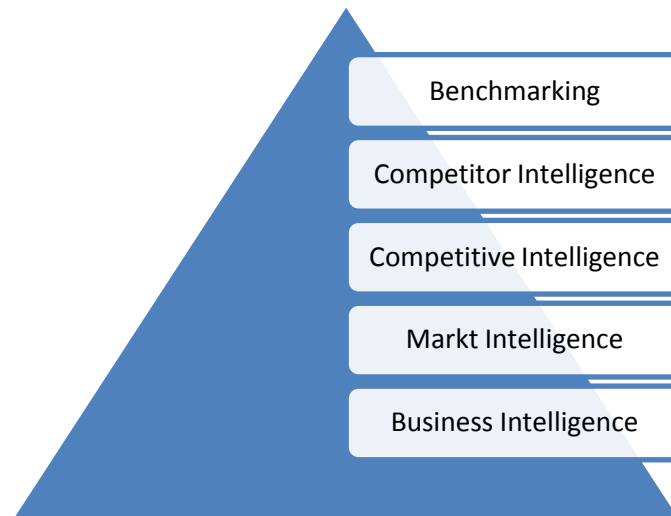 Benchmarking
Competitor Intelligence
Competitive Intelligence
Markt Intelligence
Business Intelligence